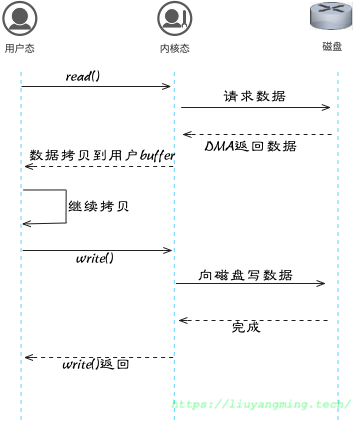 用户态
内核态
磁盘
read()
请求数据
DMA返回数据
数据拷贝到用户buffer
继续拷贝
write()
向磁盘写数据
完成
write()返回
https://liuyangming.tech/